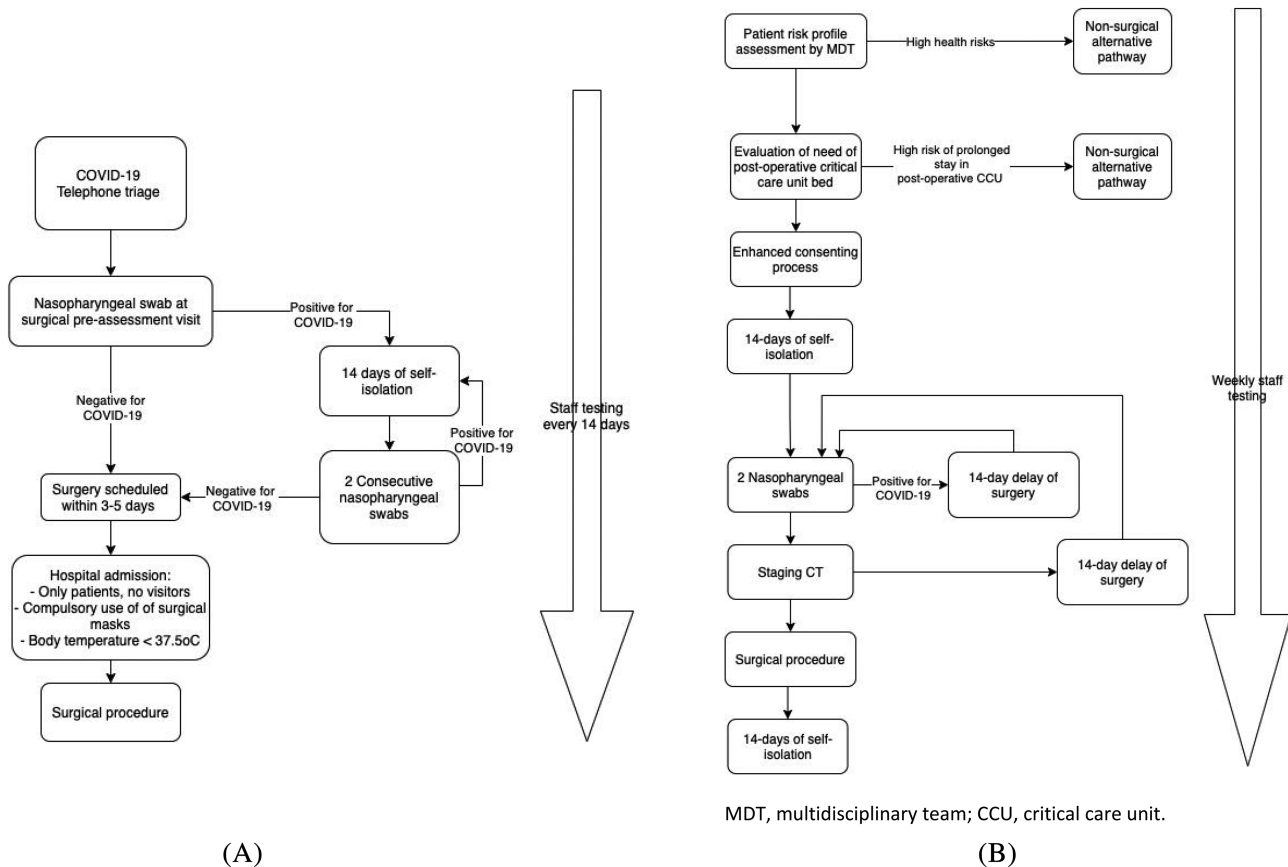 COVID-19
Telephone triage
Nasopharyngeal swab at
surgical pre-assessment visit
Positive for
COVID-19
14 days of self-
isolation
Negative for
COVID-19
Positive for
COVID-19
2 Consecutive
nasopharyngeal
swabs
Negative for
COVID-19
Surgery scheduled
within 3-5 days
Hospital admission:
- Only patients, no visitors
- Compulsory use of of surgical
masks
- Body temperature < 37.5oC
Surgical procedure
Staff testing
every 14 days
(A)
Patient risk profile
assessment by MDT
High health risks
Non-surgical
alternative
pathway
Evaluation of need of
post-operative critical
care unit bed
High risk of prolonged
stay in
post-operative CCU
Non-surgical
alternative
pathway
Enhanced consenting
process
14-days of self-
isolation
2 Nasopharyngeal
swabs
Positive for
COVID-19
14-day delay of
surgery
Staging CT
14-day delay of
surgery
Surgical procedure
14-days of self-
isolation
Weekly staff
testing
MDT, multidisciplinary team; CCU, critical care unit.
(B)